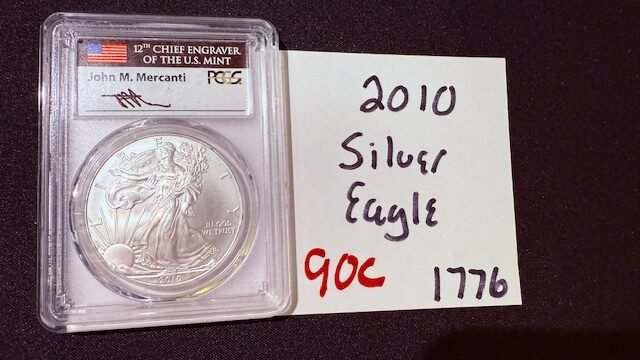 12TH CHIEF ENGRAVER
OF THE U.S. MINT
John M. Mercanti PCGS
LIBERTY
IN GOD
WE TRUST
2010
2010
Silver
Eagle
90c 1776